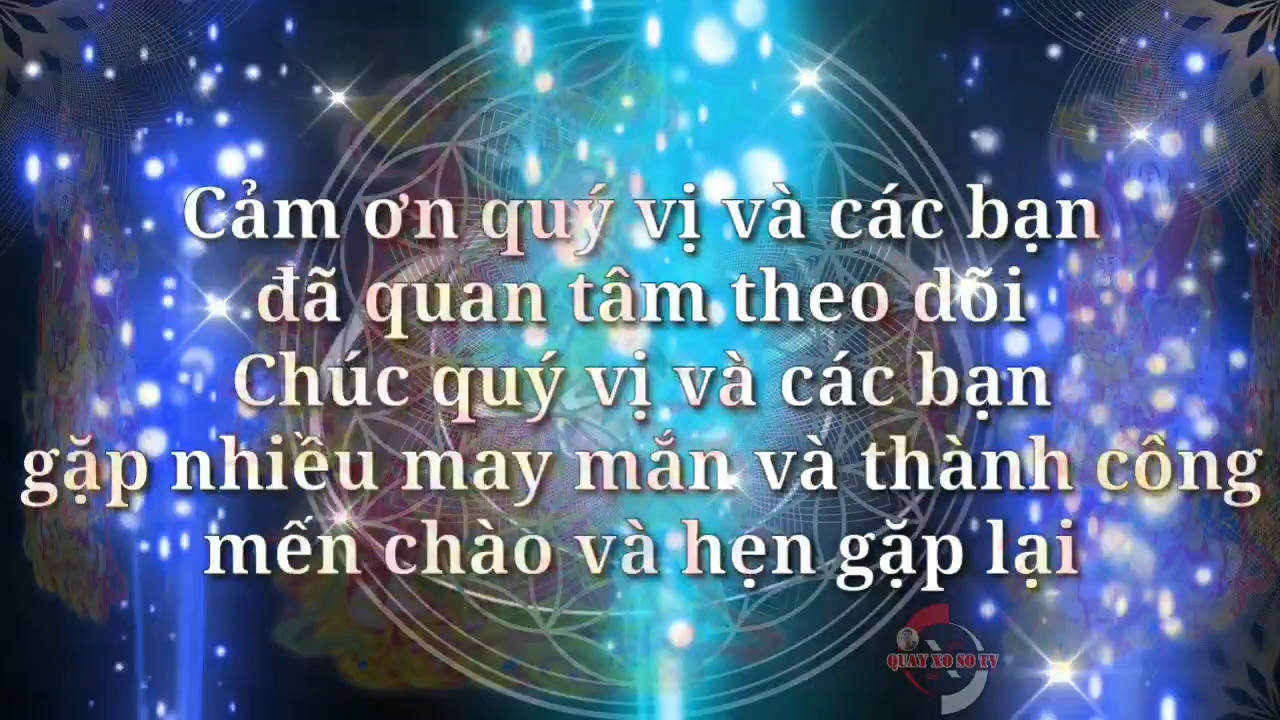 Cảm ơn quý vị và các bạn
đã quan tâm theo dõi
Chúc quý vị và các bạn
gặp nhiều may mắn và thành công
mến chào và hẹn gặp lại
QUAY XO SO TV